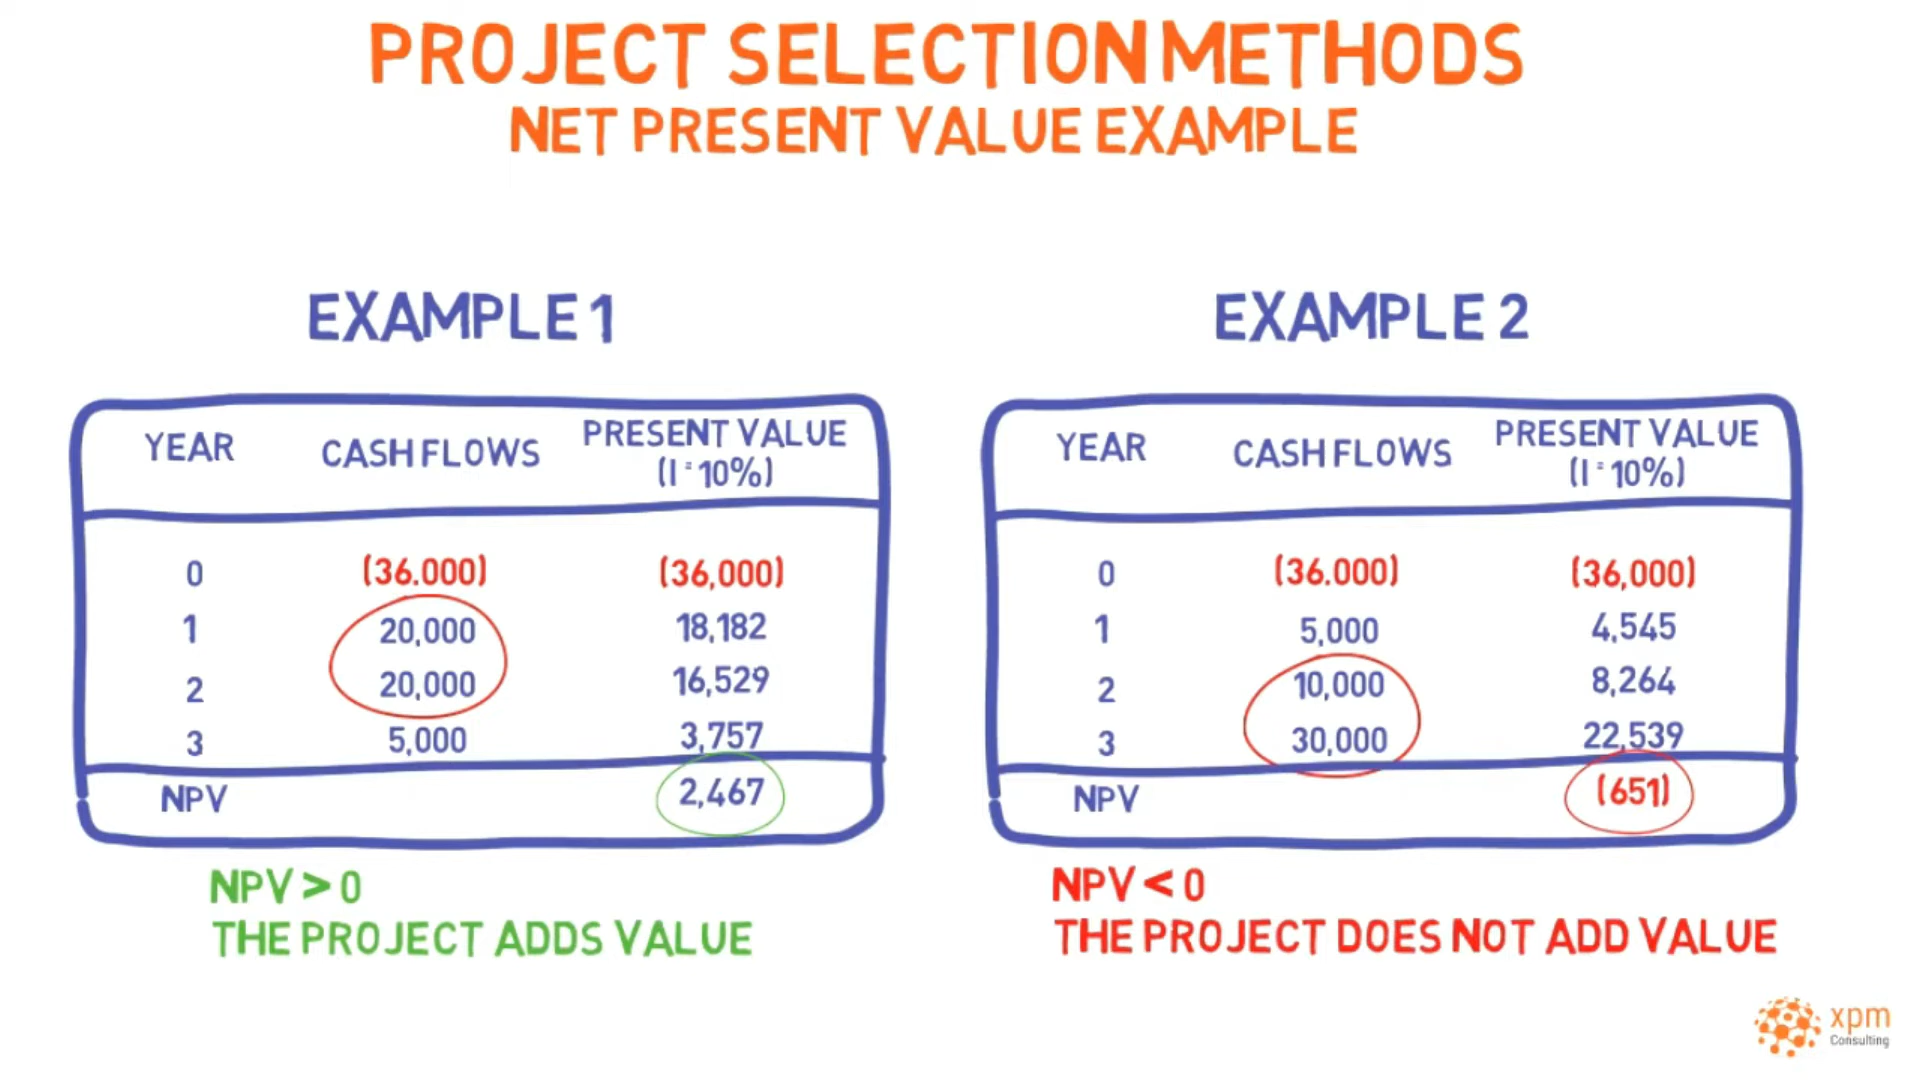 PROJECT SELECTION METHODS
NET PRESENT VALUE EXAMPLE
EXAMPLE 1
YEAR CASH FLOWS PRESENT VALUE (I = 10%)
0 (36.000) (36,000)
1 20,000 18,182
2 20,000 16,529
3 5,000 3,757
NPV 2,467
NPV > 0
THE PROJECT ADDS VALUE
EXAMPLE 2
YEAR CASH FLOWS PRESENT VALUE (I = 10%)
0 (36.000) (36,000)
1 5,000 4,545
2 10,000 8,264
3 30,000 22,539
NPV (651)
NPV < 0
THE PROJECT DOES NOT ADD VALUE
xpm
Consulting